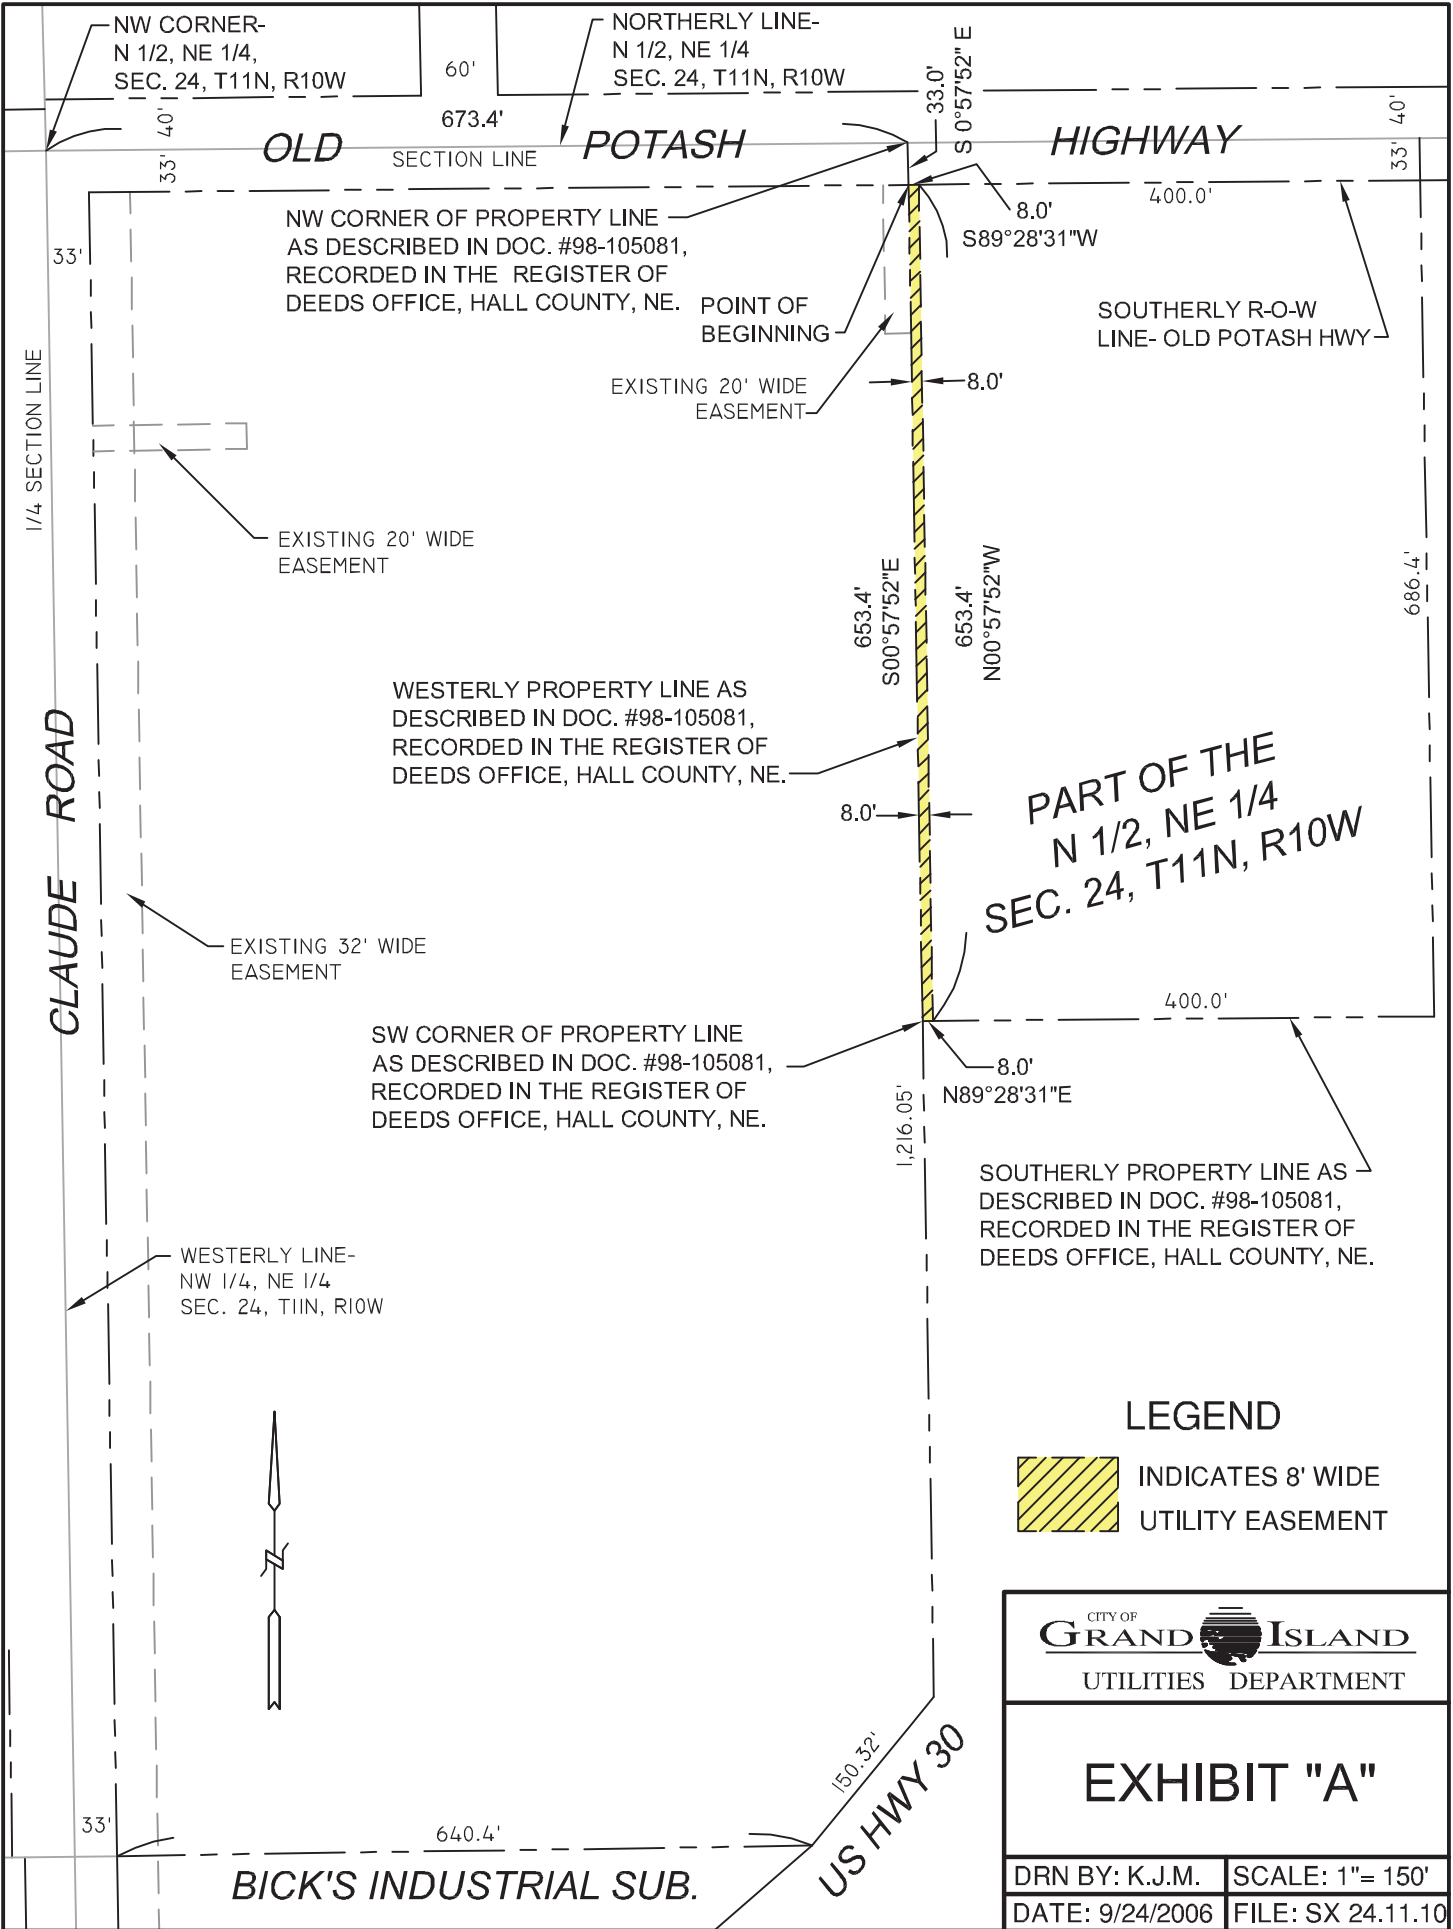 NW CORNER-
N 1/2, NE 1/4,
SEC. 24, T11N, R10W
60'
NORTHERLY LINE-
N 1/2, NE 1/4
SEC. 24, T11N, R10W
33.0'
S 0°57'52" E
40'
33'
673.4'
OLD POTASH HIGHWAY
SECTION LINE
40'
33'
400.0'
8.0'
S89°28'31"W
NW CORNER OF PROPERTY LINE
AS DESCRIBED IN DOC. #98-105081,
RECORDED IN THE REGISTER OF
DEEDS OFFICE, HALL COUNTY, NE.
33'
POINT OF
BEGINNING
SOUTHERLY R-O-W
LINE- OLD POTASH HWY
1/4 SECTION LINE
EXISTING 20' WIDE
EASEMENT
8.0'
EXISTING 20' WIDE
EASEMENT
653.4'
S00°57'52"E
653.4'
N00°57'52"W
686.4'
WESTERLY PROPERTY LINE AS
DESCRIBED IN DOC. #98-105081,
RECORDED IN THE REGISTER OF
DEEDS OFFICE, HALL COUNTY, NE.
8.0'
PART OF THE
N 1/2, NE 1/4
SEC. 24, T11N, R10W
CLAUDE ROAD
EXISTING 32' WIDE
EASEMENT
400.0'
SW CORNER OF PROPERTY LINE
AS DESCRIBED IN DOC. #98-105081,
RECORDED IN THE REGISTER OF
DEEDS OFFICE, HALL COUNTY, NE.
8.0'
N89°28'31"E
1,216.05'
SOUTHERLY PROPERTY LINE AS
DESCRIBED IN DOC. #98-105081,
RECORDED IN THE REGISTER OF
DEEDS OFFICE, HALL COUNTY, NE.
WESTERLY LINE-
NW 1/4, NE 1/4
SEC. 24, T11N, R10W
LEGEND
INDICATES 8' WIDE
UTILITY EASEMENT
N
CITY OF
GRAND ISLAND
UTILITIES DEPARTMENT
150.32'
US HWY 30
EXHIBIT "A"
33'
640.4'
BICK'S INDUSTRIAL SUB.
DRN BY: K.J.M.
SCALE: 1"= 150'
DATE: 9/24/2006
FILE: SX 24.11.10